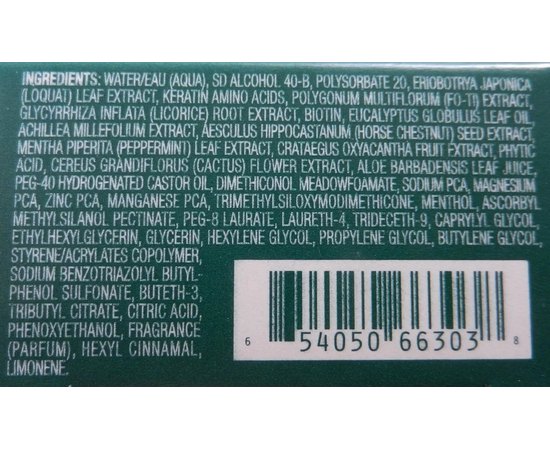 INGREDIENTS: WATER/EAU (AQUA), SD ALCOHOL 40-B, POLYSORBATE 20, ERIOBOTRYA JAPONICA
(LOQUAT) LEAF EXTRACT, KERATIN AMINO ACIDS, POLYGONUM MULTIFLORUM (FO-TI) EXTRACT,
GLYCYRRHIZA INFLATA (LICORICE) ROOT EXTRACT, BIOTIN, EUCALYPTUS GLOBULUS LEAF OIL,
ACHILLEA MILLEFOLIUM EXTRACT, AESCULUS HIPPOCASTANUM (HORSE CHESTNUT) SEED EXTRACT,
MENTHA PIPERITA (PEPPERMINT) LEAF EXTRACT, CRATAEGUS OXYACANTHA FRUIT EXTRACT, PHYTIC
ACID, CEREUS GRANDIFLORUS (CACTUS) FLOWER EXTRACT, ALOE BARBADENSIS LEAF JUICE,
PEG-40 HYDROGENATED CASTOR OIL, DIMETHICONOL MEADOWFOAMATE, SODIUM PCA, MAGNESIUM
PCA, ZINC PCA, MANGANESE PCA, TRIMETHYLSILOXYMODIMETHICONE, MENTHOL, ASCORBYL
METHYLSILANOL PECTINATE, PEG-8 LAURATE, LAURETH-4, TRIDECETH-9, CAPRYLYL GLYCOL,
ETHYLHEXYLGLYCERIN, GLYCERIN, HEXYLENE GLYCOL, PROPYLENE GLYCOL, BUTYLENE GLYCOL,
STYRENE/ACRYLATES COPOLYMER,
SODIUM BENZOTRIAZOLYL BUTYL-
PHENOL SULFONATE, BUTETH-3,
TRIBUTYL CITRATE, CITRIC ACID,
PHENOXYETHANOL, FRAGRANCE
(PARFUM), HEXYL CINNAMAL,
LIMONENE.
6 54050 66303 8